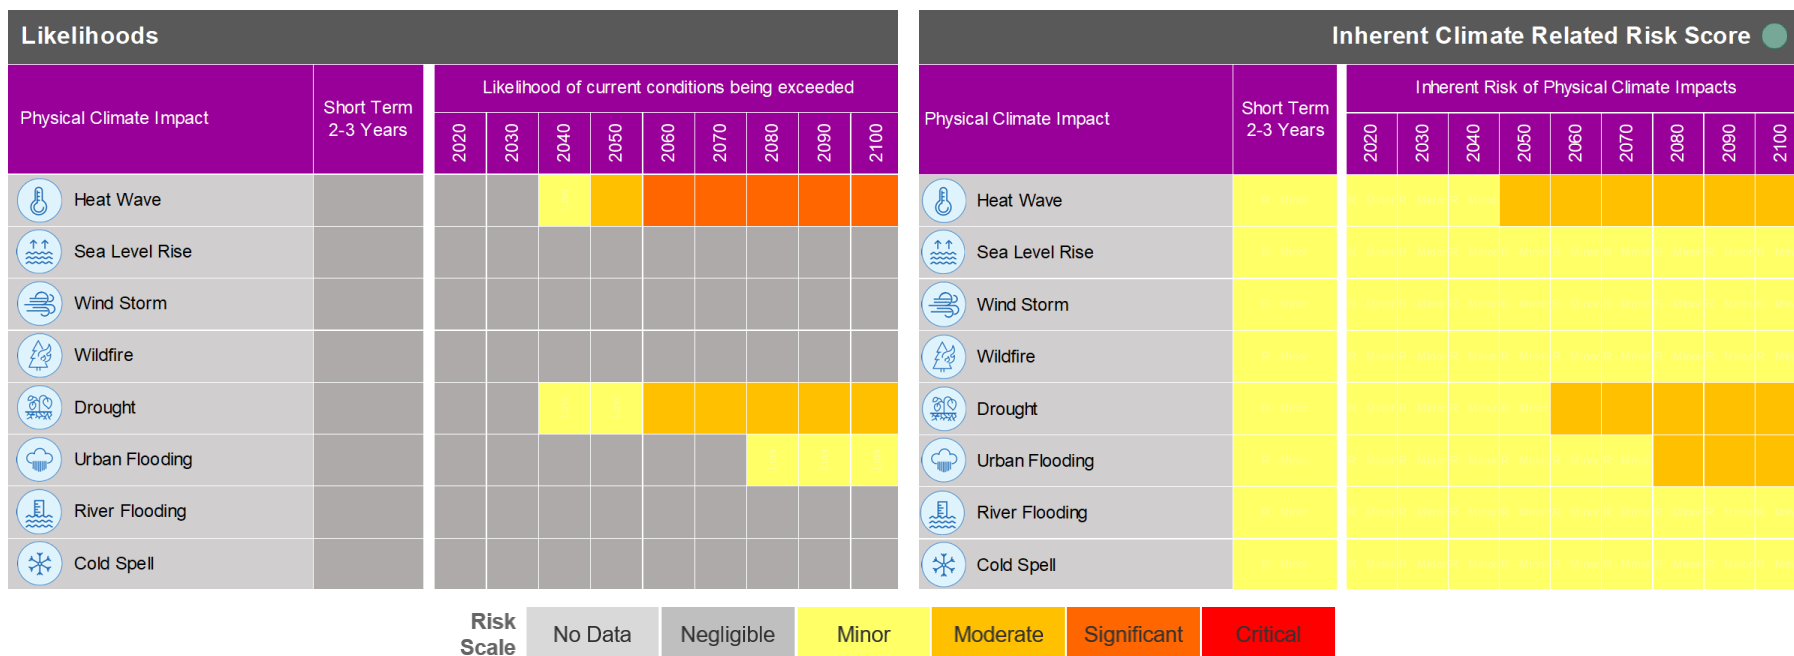 Likelihoods
Physical Climate Impact
Short Term
2-3 Years
Likelihood of current conditions being exceeded
2020 2030 2040 2050 2060 2070 2080 2090 2100
Heat Wave
Sea Level Rise
Wind Storm
Wildfire
Drought
Urban Flooding
River Flooding
Cold Spell
Inherent Climate Related Risk Score
Physical Climate Impact
Short Term
2-3 Years
Inherent Risk of Physical Climate Impacts
2020 2030 2040 2050 2060 2070 2080 2090 2100
Heat Wave
Sea Level Rise
Wind Storm
Wildfire
Drought
Urban Flooding
River Flooding
Cold Spell
Risk
Scale
No Data Negligible Minor Moderate Significant Critical